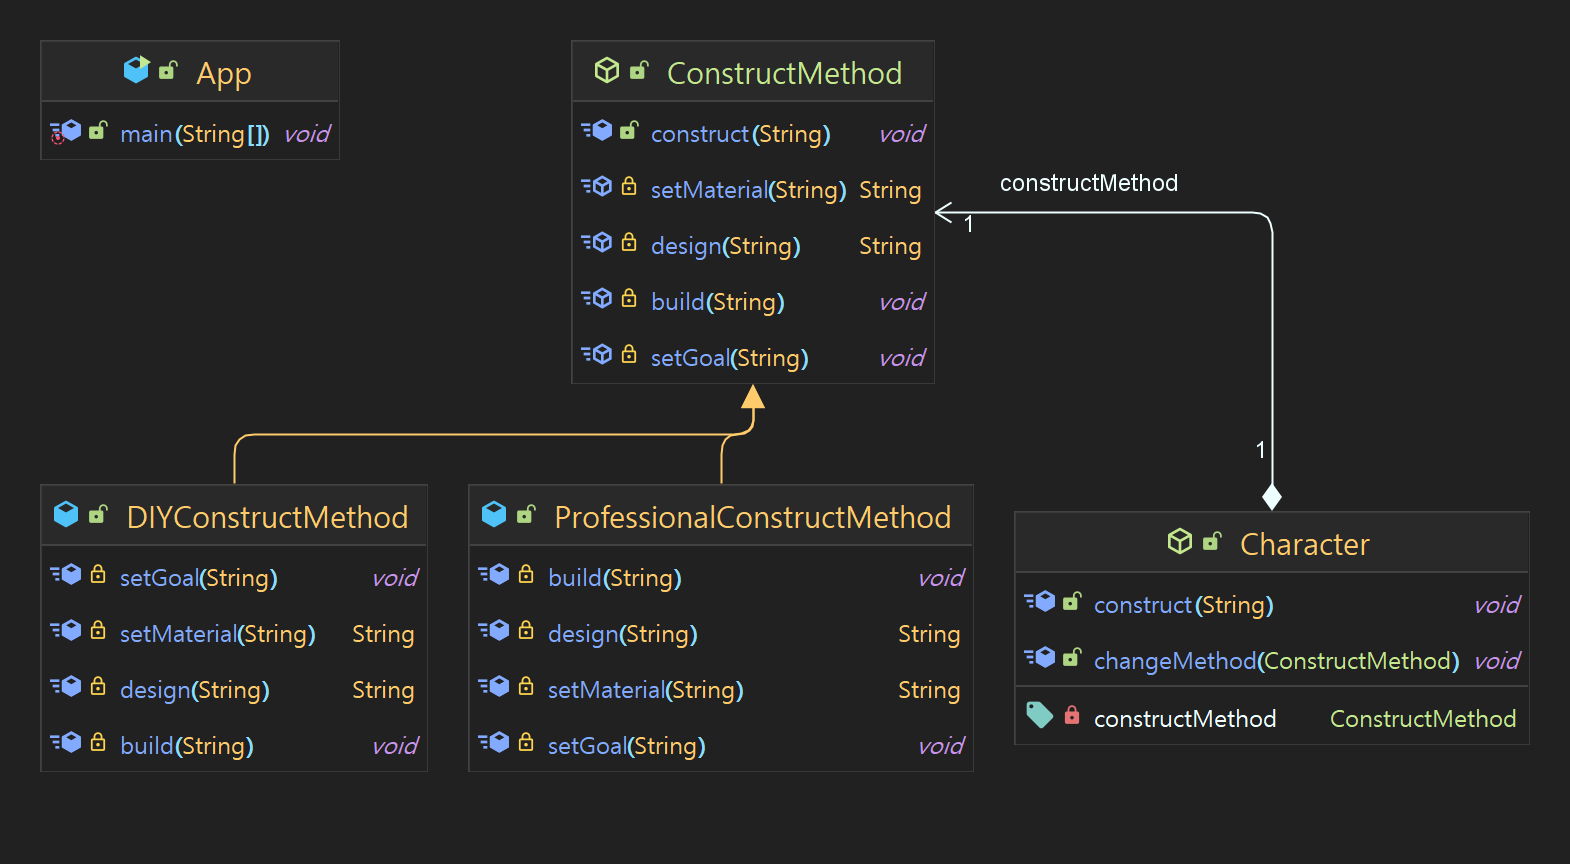 App
main(String[]) void
ConstructMethod
construct(String) void
setMaterial(String) String
design(String) String
build(String) void
setGoal(String) void
constructMethod
1
1
DIYConstructMethod
setGoal(String) void
setMaterial(String) String
design(String) String
build(String) void
ProfessionalConstructMethod
build(String) void
design(String) String
setMaterial(String) String
setGoal(String) void
Character
construct(String) void
changeMethod(ConstructMethod) void
constructMethod ConstructMethod